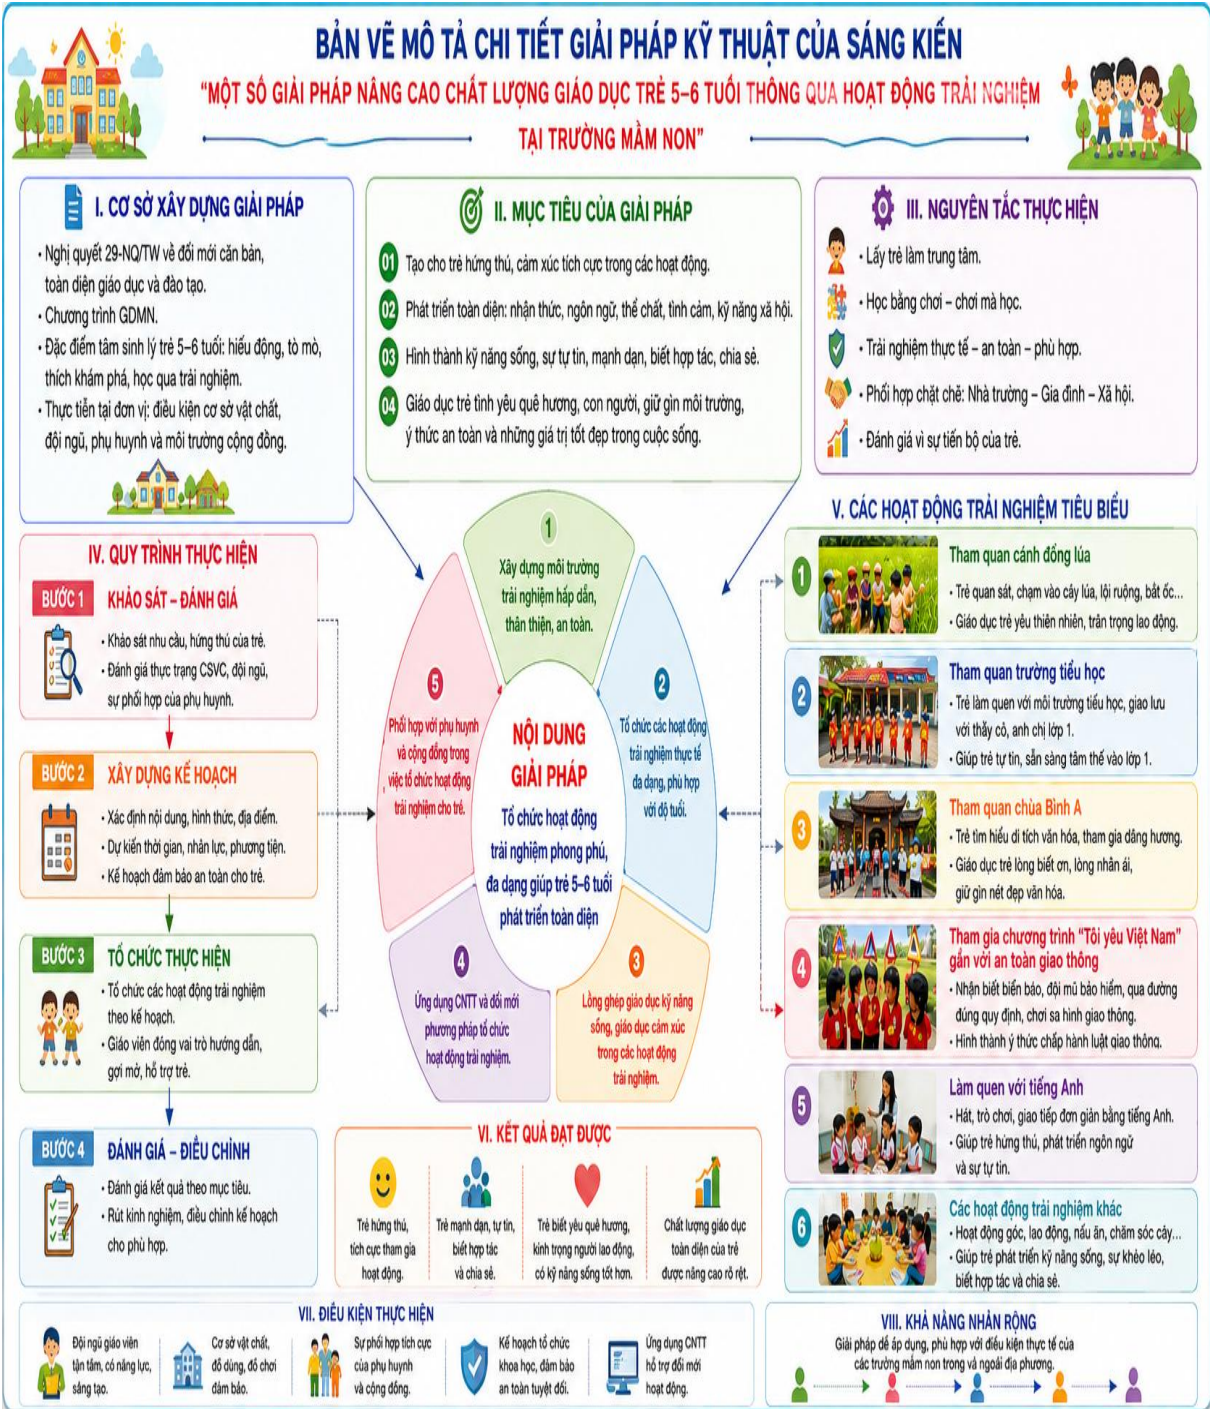 BẢN VẼ MÔ TẢ CHI TIẾT GIẢI PHÁP KỸ THUẬT CỦA SÁNG KIẾN
"MỘT SỐ GIẢI PHÁP NÂNG CAO CHẤT LƯỢNG GIÁO DỤC TRẺ 5–6 TUỔI THÔNG QUA HOẠT ĐỘNG TRẢI NGHIỆM
TẠI TRƯỜNG MẦM NON"
I. CƠ SỞ XÂY DỰNG GIẢI PHÁP
• Nghị quyết 29-NQ/TW về đổi mới căn bản,
toàn diện giáo dục và đào tạo.
• Chương trình GDMN.
• Đặc điểm tâm sinh lý trẻ 5–6 tuổi: hiếu động, tò mò,
thích khám phá, học qua trải nghiệm.
• Thực tiễn tại đơn vị: điều kiện cơ sở vật chất,
đội ngũ, phụ huynh và môi trường cộng đồng.
II. MỤC TIÊU CỦA GIẢI PHÁP
01 Tạo cho trẻ hứng thú, cảm xúc tích cực trong các hoạt động.
02 Phát triển toàn diện: nhận thức, ngôn ngữ, thể chất, tình cảm, kỹ năng xã hội.
03 Hình thành kỹ năng sống, sự tự tin, mạnh dạn, biết hợp tác, chia sẻ.
04 Giáo dục trẻ tình yêu quê hương, con người, giữ gìn môi trường,
ý thức an toàn và những giá trị tốt đẹp trong cuộc sống.
III. NGUYÊN TẮC THỰC HIỆN
• Lấy trẻ làm trung tâm.
• Học bằng chơi – chơi mà học.
• Trải nghiệm thực tế – an toàn – phù hợp.
• Phối hợp chặt chẽ: Nhà trường – Gia đình – Xã hội.
• Đánh giá vì sự tiến bộ của trẻ.
IV. QUY TRÌNH THỰC HIỆN
BƯỚC 1 KHẢO SÁT – ĐÁNH GIÁ
• Khảo sát nhu cầu, hứng thú của trẻ.
• Đánh giá thực trạng CSVC, đội ngũ,
sự phối hợp của phụ huynh.
BƯỚC 2 XÂY DỰNG KẾ HOẠCH
• Xác định nội dung, hình thức, địa điểm.
• Dự kiến thời gian, nhân lực, phương tiện.
• Kế hoạch đảm bảo an toàn cho trẻ.
BƯỚC 3 TỔ CHỨC THỰC HIỆN
• Tổ chức các hoạt động trải nghiệm
theo kế hoạch.
• Giáo viên đóng vai trò hướng dẫn,
gợi mở, hỗ trợ trẻ.
BƯỚC 4 ĐÁNH GIÁ – ĐIỀU CHỈNH
• Đánh giá kết quả theo mục tiêu.
• Rút kinh nghiệm, điều chỉnh kế hoạch
cho phù hợp.
1
Xây dựng môi trường
trải nghiệm hấp dẫn,
thân thiện, an toàn.
2
Tổ chức các hoạt động
trải nghiệm thực tế
đa dạng, phù hợp
với độ tuổi.
3
Lồng ghép giáo dục kỹ năng
sống, giáo dục cảm xúc
trong các hoạt động
trải nghiệm.
4
Ứng dụng CNTT và đổi mới
phương pháp tổ chức
hoạt động trải nghiệm.
5
Phối hợp với phụ huynh
và cộng đồng trong
việc tổ chức hoạt động
trải nghiệm cho trẻ.
NỘI DUNG
GIẢI PHÁP
Tổ chức hoạt động
trải nghiệm phong phú,
đa dạng giúp trẻ 5–6 tuổi
phát triển toàn diện
V. CÁC HOẠT ĐỘNG TRẢI NGHIỆM TIÊU BIỂU
1 Tham quan cánh đồng lúa
• Trẻ quan sát, chạm vào cây lúa, lội ruộng, bắt ốc...
• Giáo dục trẻ yêu thiên nhiên, trân trọng lao động.
2 Tham quan trường tiểu học
• Trẻ làm quen với môi trường tiểu học, giao lưu
với thầy cô, anh chị lớp 1.
• Giúp trẻ tự tin, sẵn sàng tâm thế vào lớp 1.
3 Tham quan chùa Bình A
• Trẻ tìm hiểu di tích văn hóa, tham gia dâng hương.
• Giáo dục trẻ lòng biết ơn, lòng nhân ái,
giữ gìn nét đẹp văn hóa.
4 Tham gia chương trình "Tôi yêu Việt Nam"
gắn với an toàn giao thông
• Nhận biết biển báo, đội mũ bảo hiểm, qua đường
đúng quy định, chơi sa hình giao thông.
• Hình thành ý thức chấp hành luật giao thông.
5 Làm quen với tiếng Anh
• Hát, trò chơi, giao tiếp đơn giản bằng tiếng Anh.
• Giúp trẻ hứng thú, phát triển ngôn ngữ
và sự tự tin.
6 Các hoạt động trải nghiệm khác
• Hoạt động góc, lao động, nấu ăn, chăm sóc cây...
• Giúp trẻ phát triển kỹ năng sống, sự khéo léo,
biết hợp tác và chia sẻ.
VI. KẾT QUẢ ĐẠT ĐƯỢC
Trẻ hứng thú,
tích cực tham gia
hoạt động.
Trẻ mạnh dạn, tự tin,
biết hợp tác
và chia sẻ.
Trẻ biết yêu quê hương,
kính trọng người lao động,
có kỹ năng sống tốt hơn.
Chất lượng giáo dục
toàn diện của trẻ
được nâng cao rõ rệt.
VII. ĐIỀU KIỆN THỰC HIỆN
Đội ngũ giáo viên
tận tâm, có năng lực,
sáng tạo.
Cơ sở vật chất,
đồ dùng, đồ chơi
đảm bảo.
Sự phối hợp tích cực
của phụ huynh
và cộng đồng.
Kế hoạch tổ chức
khoa học, đảm bảo
an toàn tuyệt đối.
Ứng dụng CNTT
hỗ trợ đổi mới
hoạt động.
VIII. KHẢ NĂNG NHÂN RỘNG
Giải pháp dễ áp dụng, phù hợp với điều kiện thực tế của
các trường mầm non trong và ngoài địa phương.